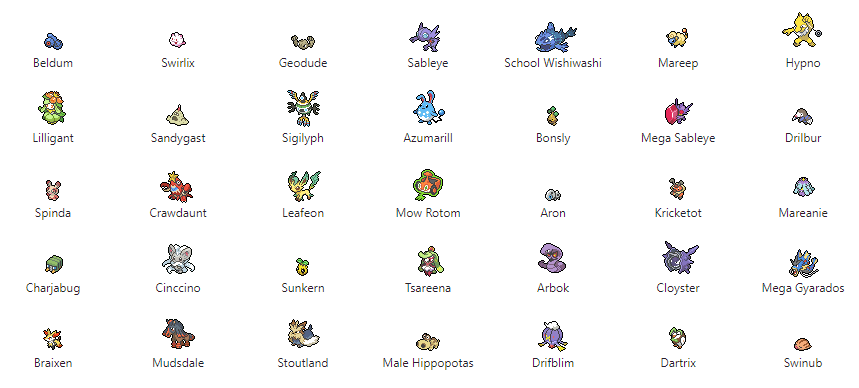 Beldum
Swirlix
Geodude
Sableye
School Wishiwashi
Mareep
Hypno
Lilligant
Sandygast
Sigilyph
Azumarill
Bonsly
Mega Sableye
Drilbur
Spinda
Crawdaunt
Leafeon
Mow Rotom
Aron
Kricketot
Mareanie
Charjabug
Cinccino
Sunkern
Tsareena
Arbok
Cloyster
Mega Gyarados
Braixen
Mudsdale
Stoutland
Male Hippopotas
Drifblim
Dartrix
Swinub